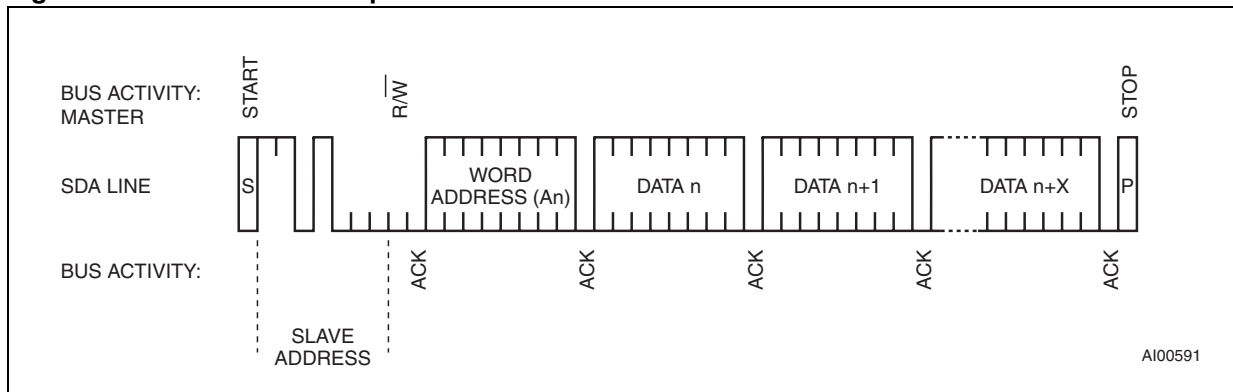 BUS ACTIVITY:
MASTER
START
R/W
STOP
SDA LINE
S
WORD
ADDRESS (An)
DATA n
DATA n+1
DATA n+X
P
BUS ACTIVITY:
ACK
ACK
ACK
ACK
ACK
SLAVE
ADDRESS
AI00591